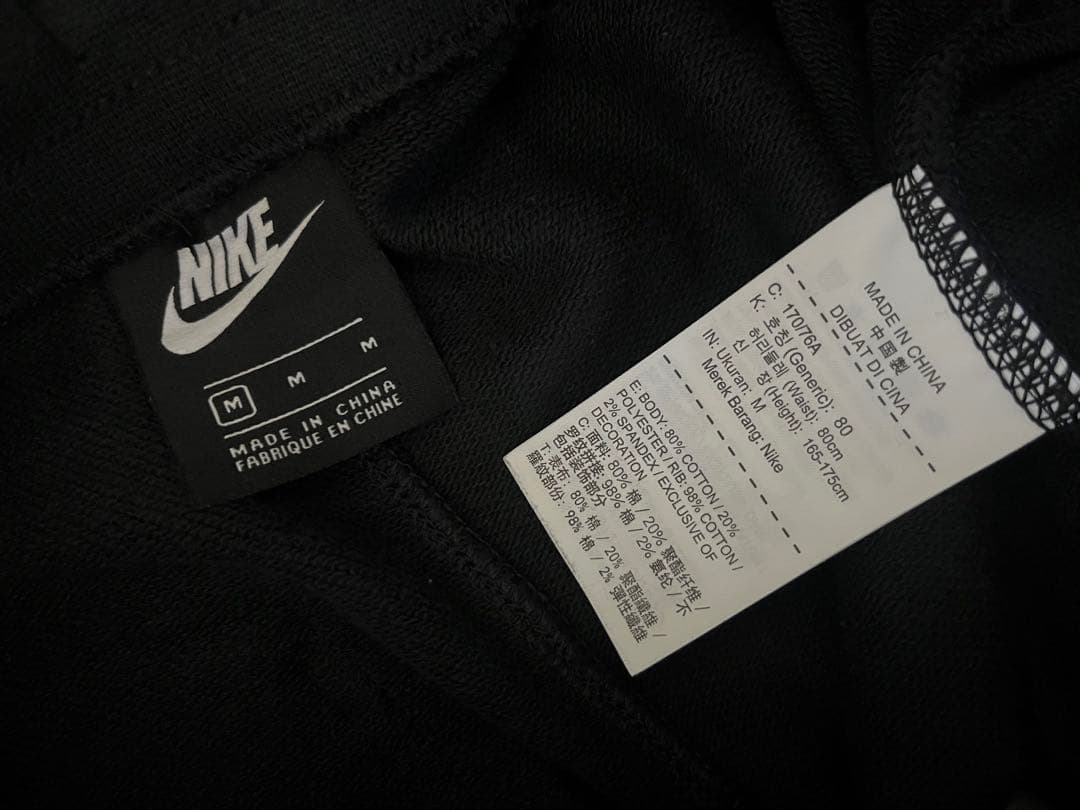 NIKE
M
M
M
MADE IN CHINA
FABRIQUE EN CHINE
MADE IN CHINA
中国製
DIBUAT DI CINA
C: 170/76A
K: 호칭 (Generic): 80
허리둘레 (Waist): 80cm
신 장 (Height): 165-175cm
IN: Ukuran: M
Merek Barang: Nike
E: BODY: 80% COTTON / 20%
POLYESTER / RIB: 98% COTTON /
2% SPANDEX / EXCLUSIVE OF
DECORATION
C: 面料: 80% 棉 / 20% 聚酯纤维 /
罗纹拼接: 98% 棉 / 2% 氨纶 / 不
包括装饰部分
T: 表布: 80% 棉 / 20% 聚酯纖維 /
羅紋部份: 98% 棉 / 2% 彈性纖維